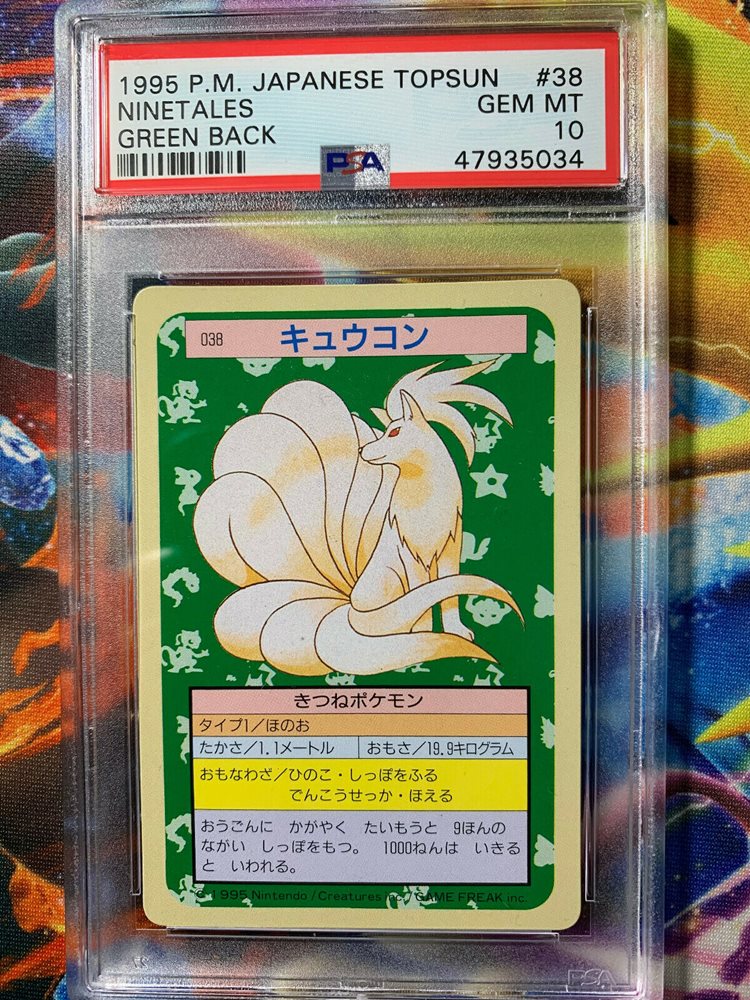 1995 P.M. JAPANESE TOPSUN #38
NINETALES GEM MT
GREEN BACK 10
PSA 47935034
038 キュウコン
きつねポケモン
タイプ1/ほのお
たかさ/1.1メートル おもさ/19.9キログラム
おもなわざ/ひのこ・しっぽをふる
でんこうせっか・ほえる
おうごんに かがやく たいもうと 9ほんの
ながい しっぽをもつ。 1000ねんは いきる
と いわれる。
© 1995 Nintendo/Creatures inc./GAME FREAK inc.
PSA